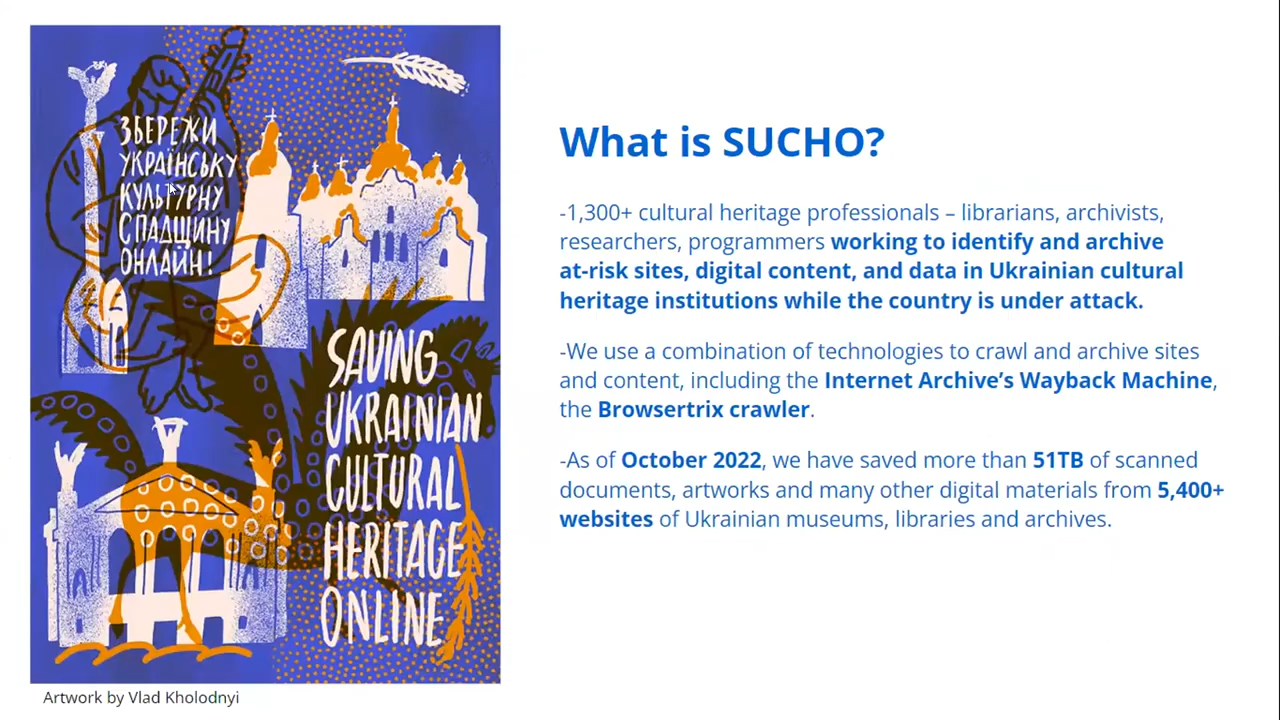 ЗБЕРЕЖИ
УКРАЇНСЬКУ
КУЛЬТУРНУ
СПАДЩИНУ
ОНЛАЙН!
SAVING
UKRAINIAN
CULTURAL
HERITAGE
ONLINE
Artwork by Vlad Kholodnyi
What is SUCHO?
-1,300+ cultural heritage professionals – librarians, archivists,
researchers, programmers working to identify and archive
at-risk sites, digital content, and data in Ukrainian cultural
heritage institutions while the country is under attack.
-We use a combination of technologies to crawl and archive sites
and content, including the Internet Archive’s Wayback Machine,
the Browsertrix crawler.
-As of October 2022, we have saved more than 51TB of scanned
documents, artworks and many other digital materials from 5,400+
websites of Ukrainian museums, libraries and archives.